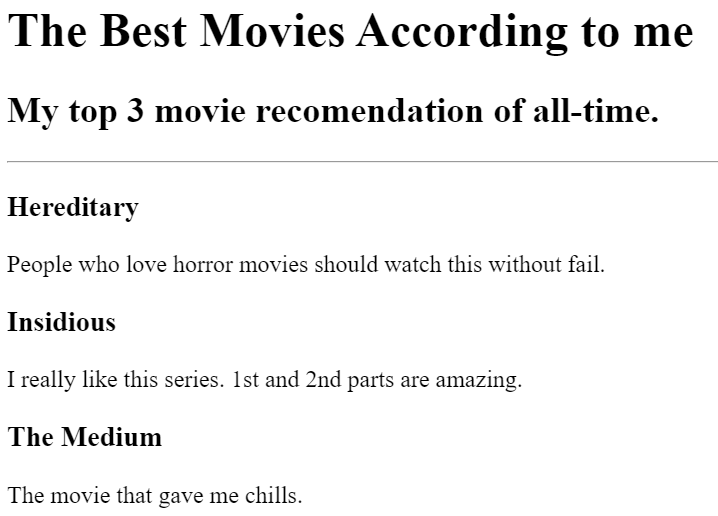 The Best Movies According to me
My top 3 movie recomendation of all-time.
Hereditary
People who love horror movies should watch this without fail.
Insidious
I really like this series. 1st and 2nd parts are amazing.
The Medium
The movie that gave me chills.